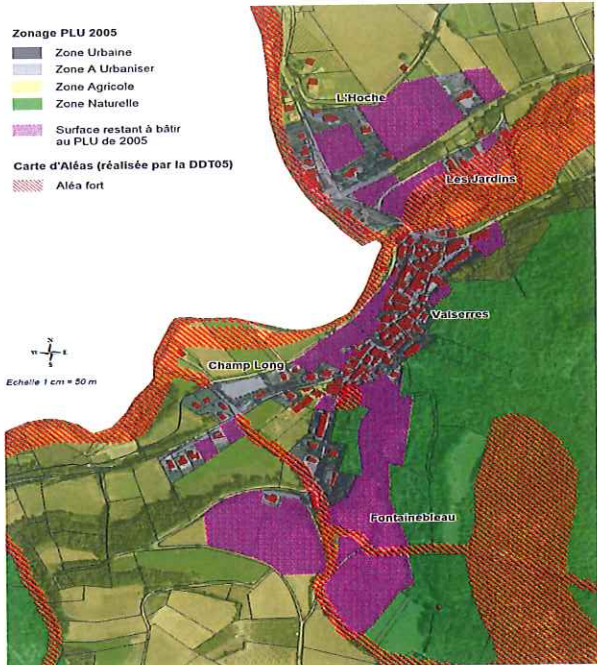 Zonage PLU 2005
Zone Urbaine
Zone A Urbaniser
Zone Agricole
Zone Naturelle
Surface restant à bâtir
au PLU de 2005
Carte d'Aléas (réalisée par la DDT05)
Aléa fort
N
W E
S
Echelle 1 cm = 50 m
L'Hoche
Les Jardins
Valserres
Champ Long
Fontainebleau